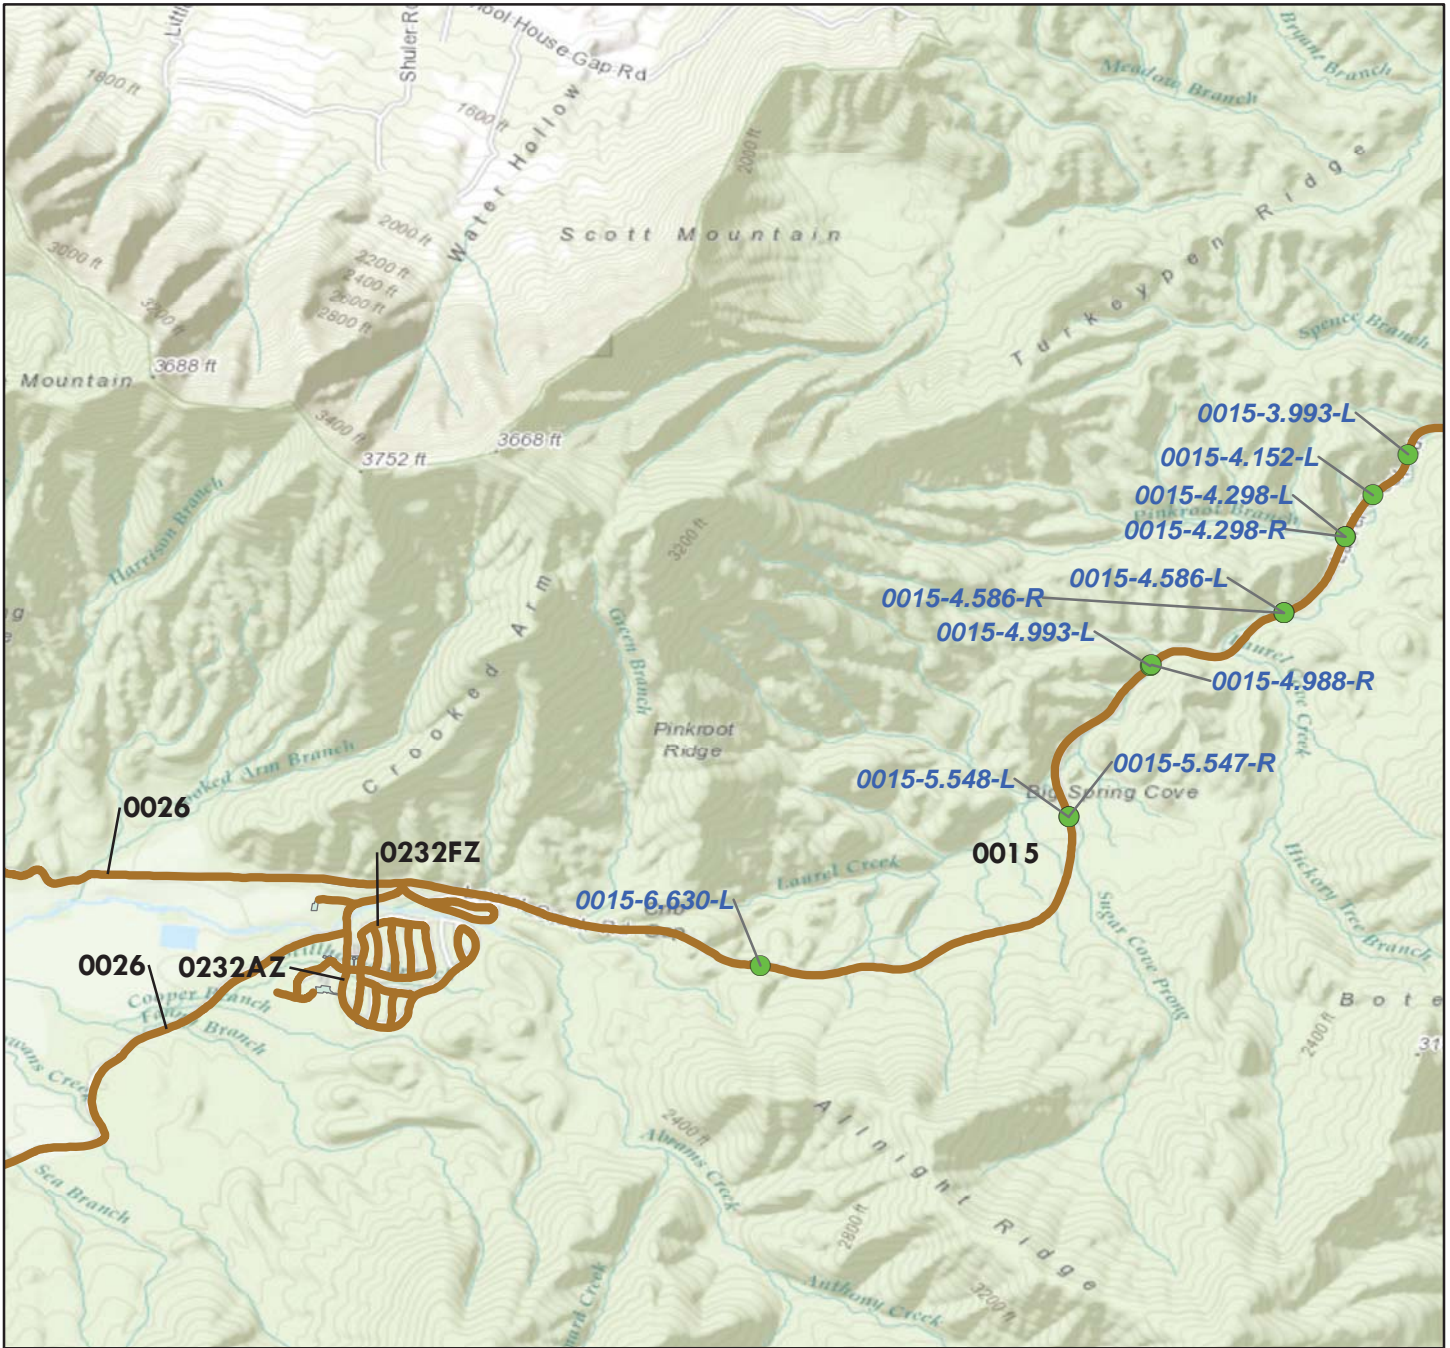 Shuler Rd
House Gap Rd
Bryant Branch
Meadow Branch
1800 ft
1600 ft
Water Hollow
2000 ft
Turkeypen Ridge
2000 ft
Scott Mountain
3000 ft
2200 ft
2400 ft
2600 ft
2800 ft
3200 ft
Spence Branch
3688 ft
Mountain
3400 ft
3668 ft
3752 ft
0015-3.993-L
0015-4.152-L
0015-4.298-L
Pinkroot Branch
0015-4.298-R
Harrison Branch
3200 ft
0015-4.586-L
0015-4.586-R
0015-4.993-L
Crooked Arm
Green Branch
0015-4.988-R
Pinkroot
Ridge
Arm Branch
0015-5.547-R
0015-5.548-L
Big Spring Cove
0026
0232FZ
0015
Laurel Creek
Hickory Tree Branch
0015-6.630-L
Sugar Cove Prong
0026
0232AZ
Cooper Branch
Branch
Bote
2400 ft
31
Creek
2400 ft
Allnight Ridge
Abrams Creek
Sea Branch
2800 ft
Anthony Creek
3200 ft
Creek